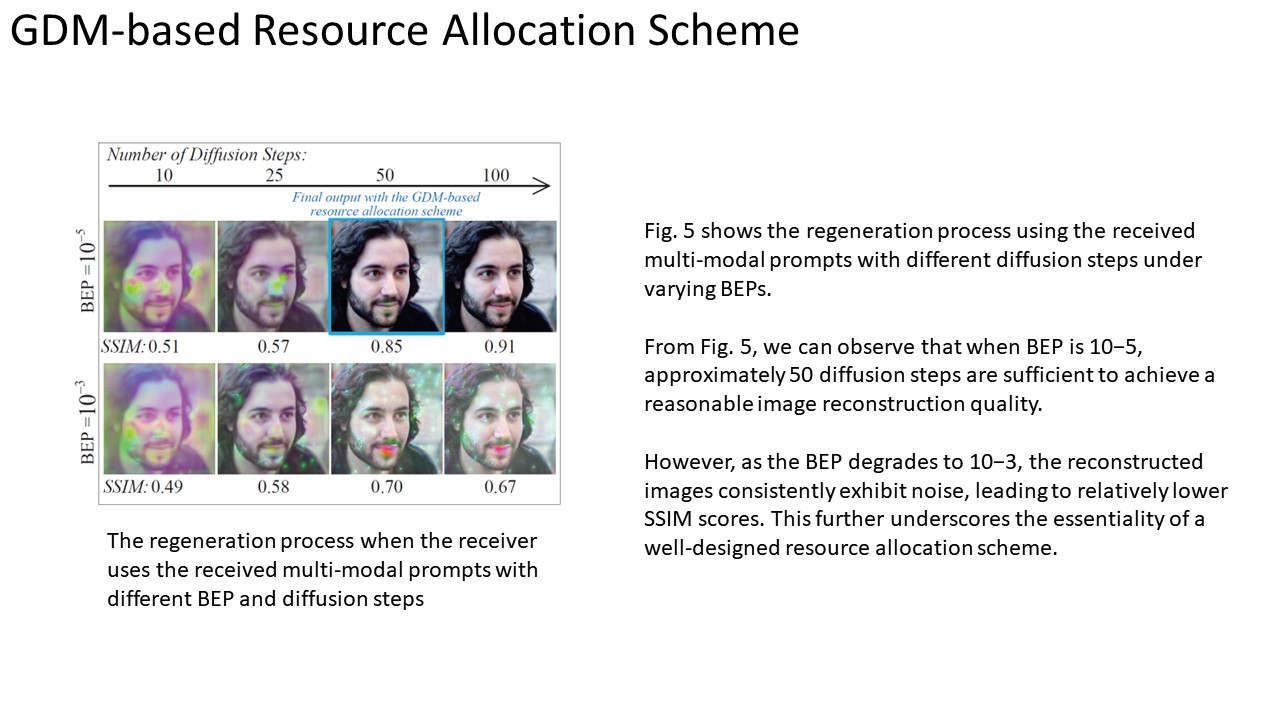 GDM-based Resource Allocation Scheme
Number of Diffusion Steps:
10 25 50 100
Final output with the GDM-based
resource allocation scheme
BEP =10⁻⁵
SSIM: 0.51 0.57 0.85 0.91
BEP =10⁻³
SSIM: 0.49 0.58 0.70 0.67
The regeneration process when the receiver
uses the received multi-modal prompts with
different BEP and diffusion steps
Fig. 5 shows the regeneration process using the received
multi-modal prompts with different diffusion steps under
varying BEPs.
From Fig. 5, we can observe that when BEP is 10−5,
approximately 50 diffusion steps are sufficient to achieve a
reasonable image reconstruction quality.
However, as the BEP degrades to 10−3, the reconstructed
images consistently exhibit noise, leading to relatively lower
SSIM scores. This further underscores the essentiality of a
well-designed resource allocation scheme.